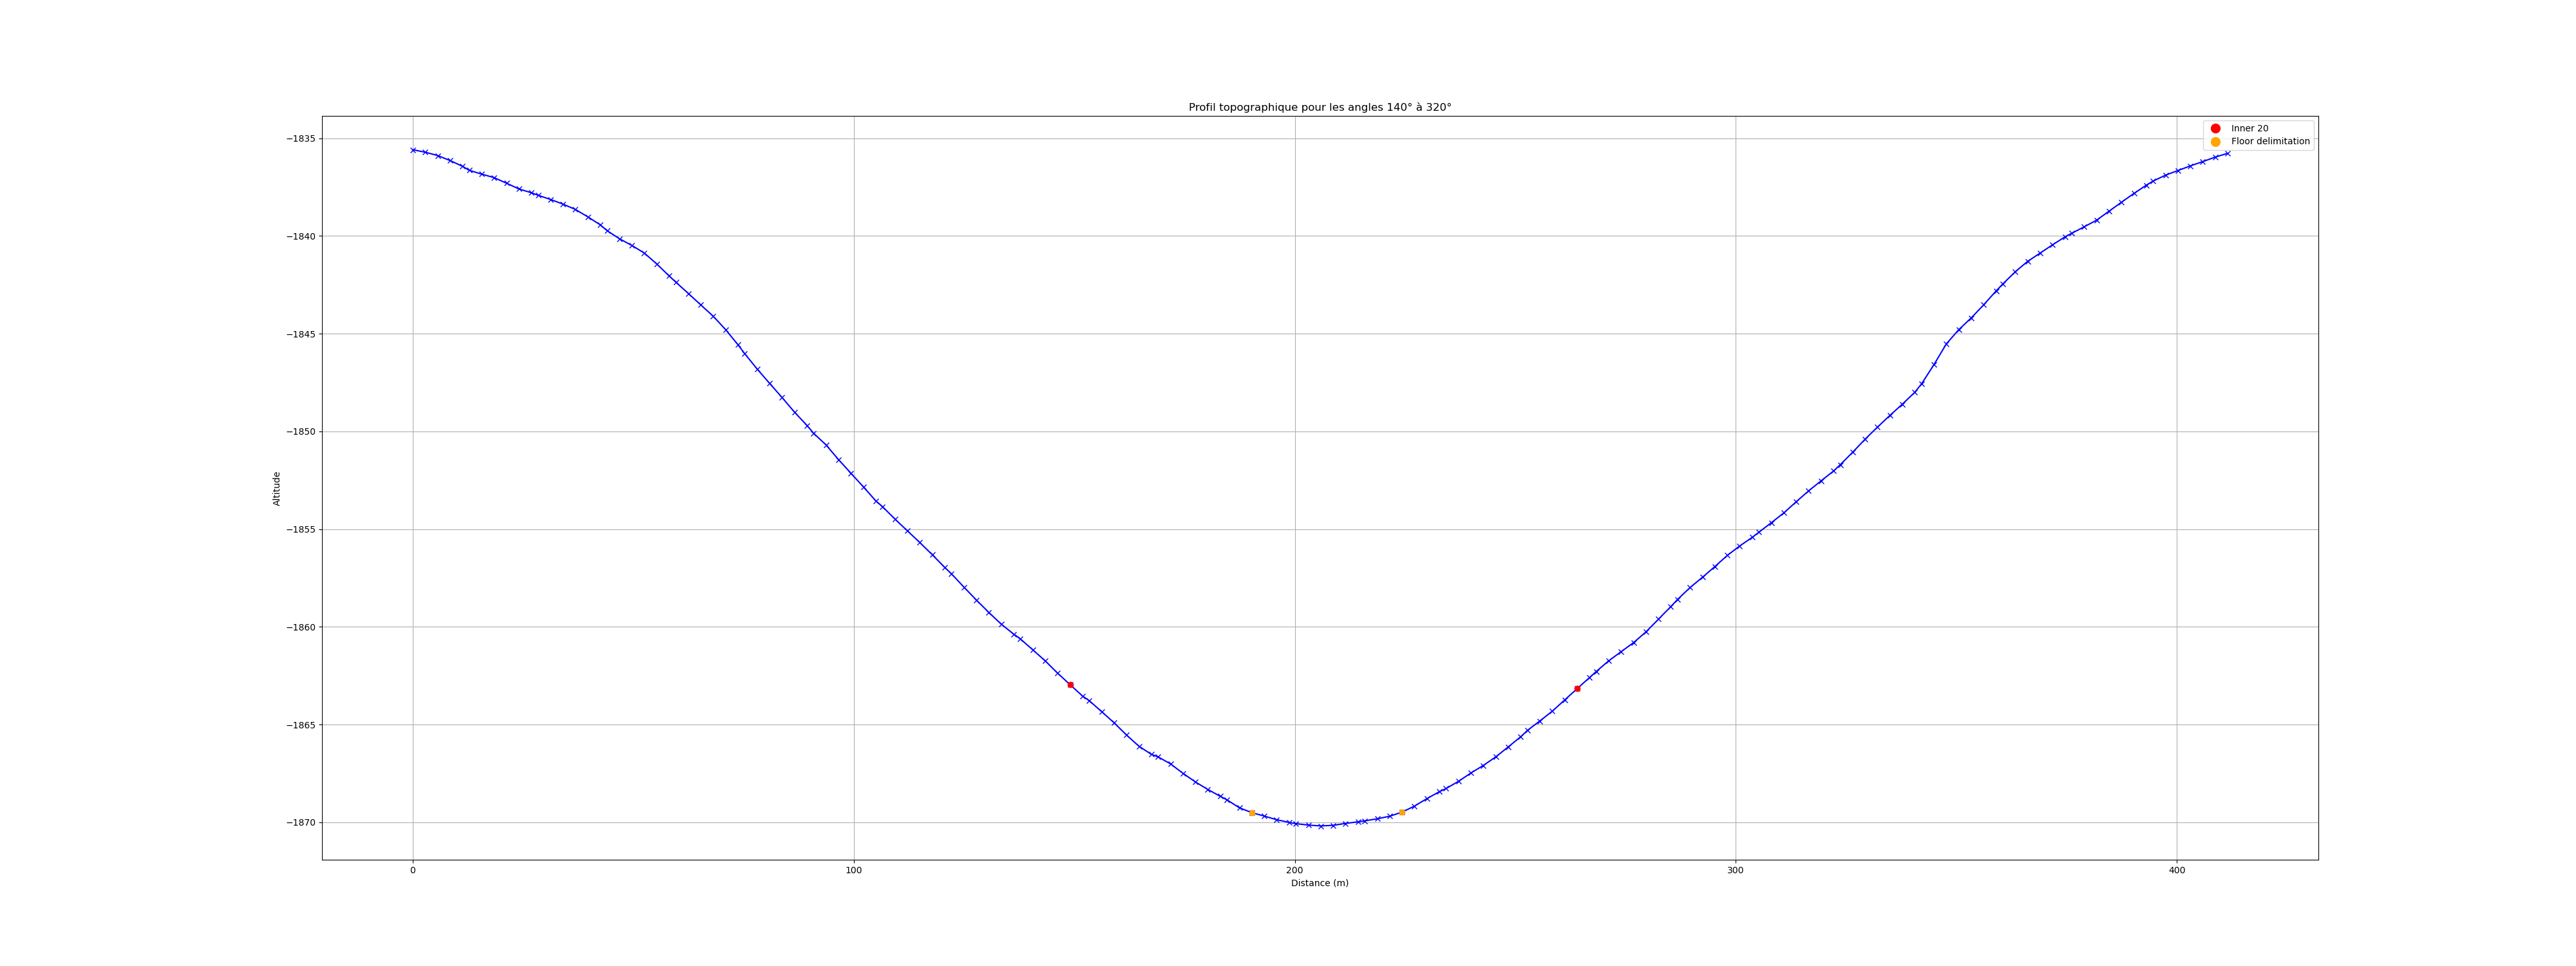 Profil topographique pour les angles 140° à 320°
Inner 20
Floor delimitation
Altitude
−1835
−1840
−1845
−1850
−1855
−1860
−1865
−1870
0
100
200
300
400
Distance (m)